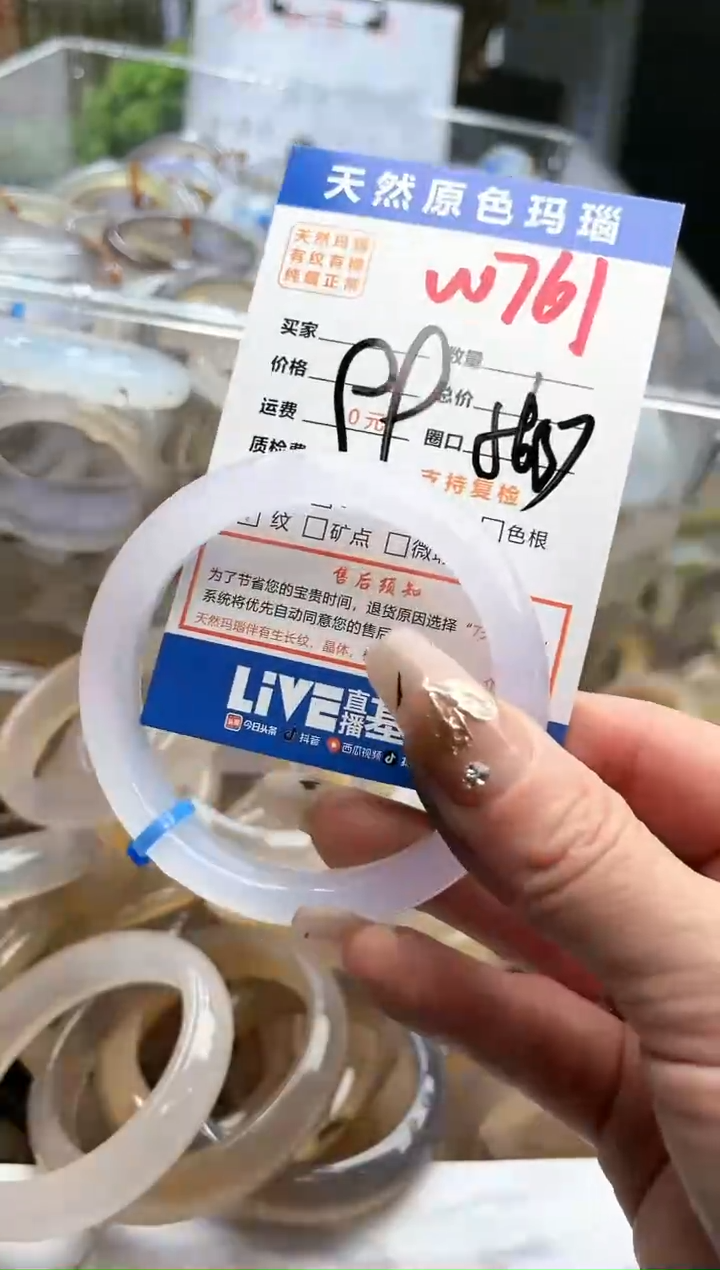 天然原色玛瑙
天然玛瑙
有纹有棉
纯属正常
W761
买家 数量
价格 PP 总价
运费 0元 圈口
质检费 支持复检
纹 矿点 色根
售后须知
为了节省您的宝贵时间，退货原因选择
系统将优先自动同意您的售后
天然玛瑙伴有生长纹，晶体，
LIVE 直播基
头条 今日头条 抖音 西瓜视频